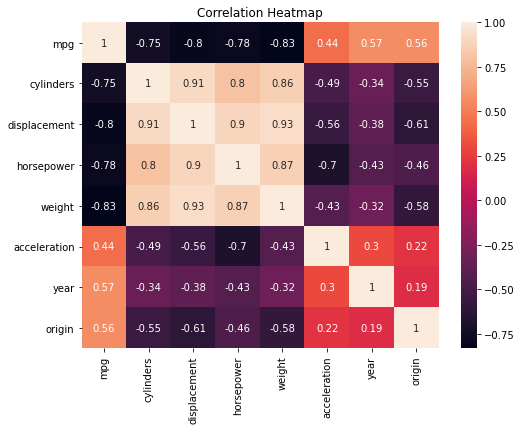 Correlation Heatmap
mpg 1 -0.75 -0.8 -0.78 -0.83 0.44 0.57 0.56
cylinders -0.75 1 0.91 0.8 0.86 -0.49 -0.34 -0.55
displacement -0.8 0.91 1 0.9 0.93 -0.56 -0.38 -0.61
horsepower -0.78 0.8 0.9 1 0.87 -0.7 -0.43 -0.46
weight -0.83 0.86 0.93 0.87 1 -0.43 -0.32 -0.58
acceleration 0.44 -0.49 -0.56 -0.7 -0.43 1 0.3 0.22
year 0.57 -0.34 -0.38 -0.43 -0.32 0.3 1 0.19
origin 0.56 -0.55 -0.61 -0.46 -0.58 0.22 0.19 1
mpg cylinders displacement horsepower weight acceleration year origin
1.00
0.75
0.50
0.25
0.00
−0.25
−0.50
−0.75